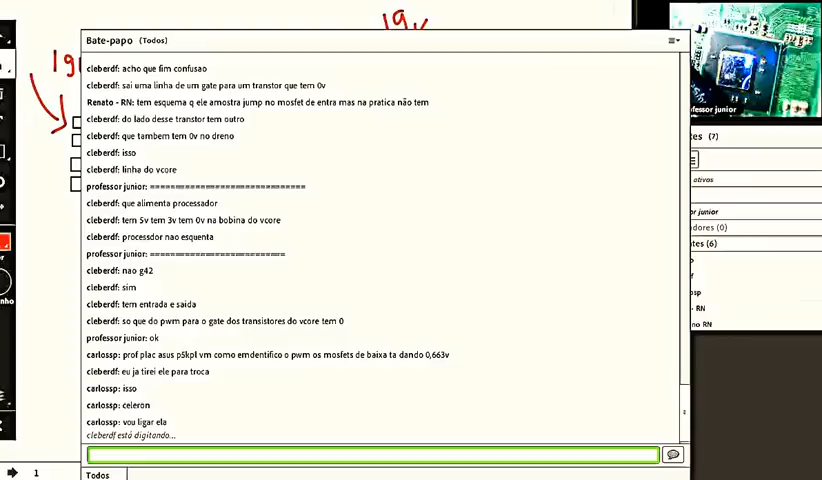 19v
Bate-papo (Todos)
cleberdf: acho que fim confusao
cleberdf: sai uma linha de um gate para um transtor que tem 0v
Renato - RN: tem esquema q ele amostra jump no mosfet de entra mas na pratica não tem
cleberdf: do lado desse transtor tem outro
cleberdf: que tambem tem 0v no dreno
cleberdf: isso
cleberdf: linha do vcore
professor junior: ==============================
cleberdf: que alimenta processador
cleberdf: tem 5v tem 3v tem 0v na bobina do vcore
cleberdf: processdor nao esquenta
professor junior: ==========================
cleberdf: nao g42
cleberdf: sim
cleberdf: tem entrada e saida
cleberdf: so que do pwm para o gate dos transistores do vcore tem 0
professor junior: ok
carlossp: prof plac asus p5kpl vm como emdentifico o pwm os mosfets de baixa ta dando 0,663v
cleberdf: eu ja tirei ele para troca
carlossp: isso
carlossp: celeron
carlossp: vou ligar ela
cleberdf está digitando...
Todos
1
professor junior
tes (7)
ativos
or junior
adores (0)
ntes (6)
f
osp
- RN
no RN